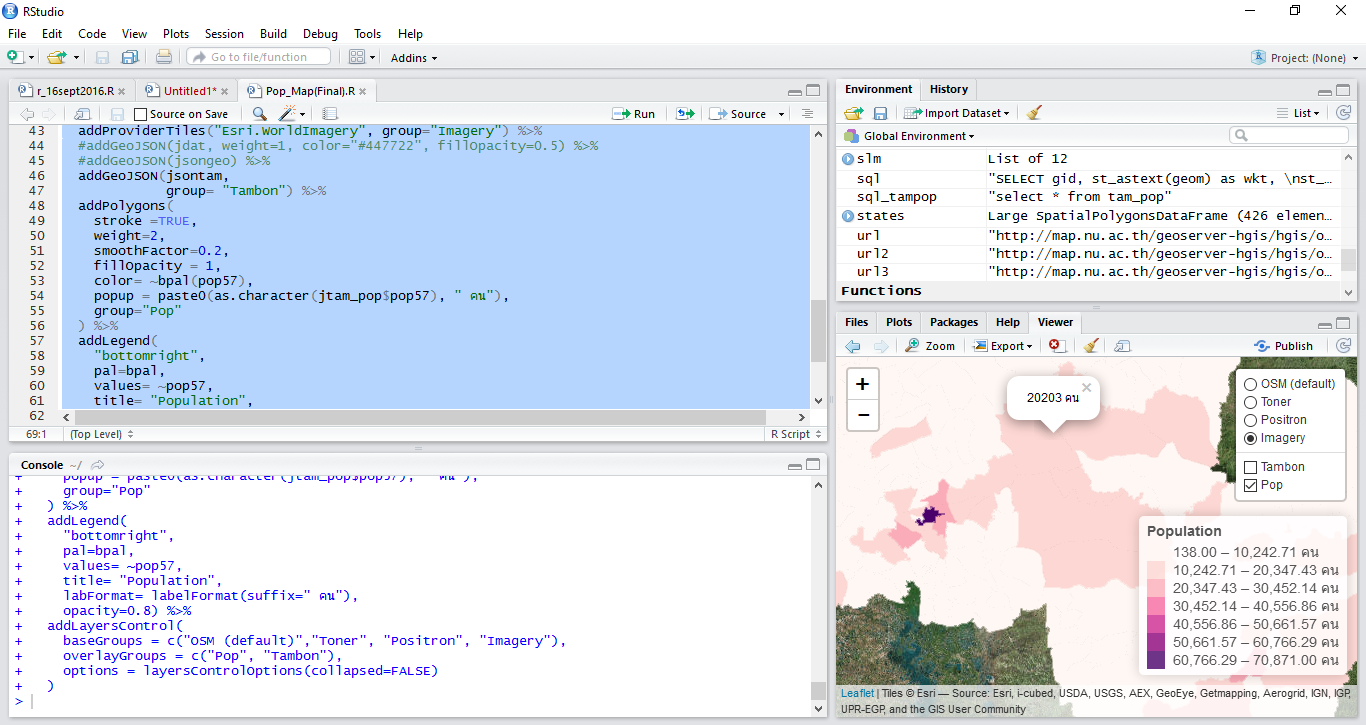 RStudio
File Edit Code View Plots Session Build Debug Tools Help
Go to file/function Addins Project: (None)
r_16sept2016.R Untitled1* Pop_Map(Final).R
Source on Save Run Source
43 addProviderTiles("Esri.WorldImagery", group="Imagery") %>%
44 #addGeoJSON(jdat, weight=1, color="#447722", fillOpacity=0.5) %>%
45 #addGeoJSON(jsongeo) %>%
46 addGeoJSON(jsontam,
47 group= "Tambon") %>%
48 addPolygons(
49 stroke =TRUE,
50 weight=2,
51 smoothFactor=0.2,
52 fillOpacity = 1,
53 color= ~bpal(pop57),
54 popup = paste0(as.character(jtam_pop$pop57), " คน"),
55 group="Pop"
56 ) %>%
57 addLegend(
58 "bottomright",
59 pal=bpal,
60 values= ~pop57,
61 title= "Population",
62
69:1 (Top Level) R Script
Console ~/
+ popup = paste0(as.character(jtam_pop$pop57), " คน"),
+ group="Pop"
+ ) %>%
+ addLegend(
+ "bottomright",
+ pal=bpal,
+ values= ~pop57,
+ title= "Population",
+ labFormat= labelFormat(suffix=" คน"),
+ opacity=0.8) %>%
+ addLayersControl(
+ baseGroups = c("OSM (default)","Toner", "Positron", "Imagery"),
+ overlayGroups = c("Pop", "Tambon"),
+ options = layersControlOptions(collapsed=FALSE)
+ )
>
Environment History
Import Dataset List
Global Environment
slm List of 12
sql "SELECT gid, st_astext(geom) as wkt, \nst_…
sql_tampop "select * from tam_pop"
states Large SpatialPolygonsDataFrame (426 elemen…
url "http://map.nu.ac.th/geoserver-hgis/hgis/o…
url2 "http://map.nu.ac.th/geoserver-hgis/hgis/o…
url3 "http://map.nu.ac.th/geoserver-hgis/hgis/o…
Functions
Files Plots Packages Help Viewer
Zoom Export Publish
+
−
20203 คน ×
OSM (default)
Toner
Positron
Imagery
Tambon
Pop
Population
138.00 – 10,242.71 คน
10,242.71 – 20,347.43 คน
20,347.43 – 30,452.14 คน
30,452.14 – 40,556.86 คน
40,556.86 – 50,661.57 คน
50,661.57 – 60,766.29 คน
60,766.29 – 70,871.00 คน
Leaflet | Tiles © Esri — Source: Esri, i-cubed, USDA, USGS, AEX, GeoEye, Getmapping, Aerogrid, IGN, IGP,
UPR-EGP, and the GIS User Community